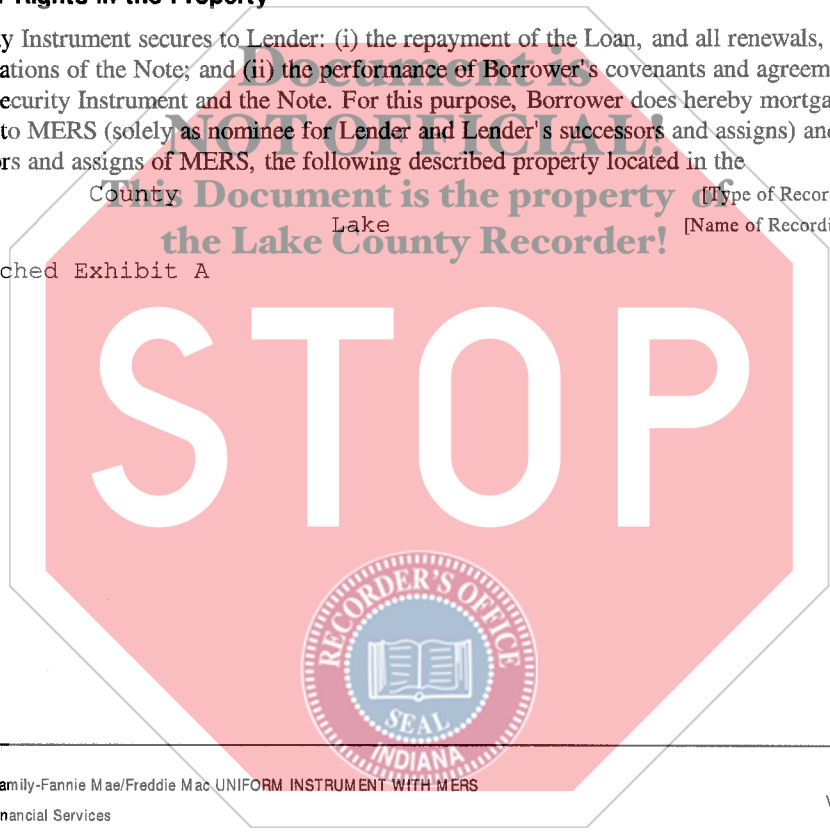 Rights in the Property
y Instrument secures to Lender: (i) the repayment of the Loan, and all renewals,
ations of the Note; and (ii) the performance of Borrower's covenants and agreem
ecurity Instrument and the Note. For this purpose, Borrower does hereby mortga
to MERS (solely as nominee for Lender and Lender's successors and assigns) and
rs and assigns of MERS, the following described property located in the
County [Type of Recor
Lake [Name of Recordi
ched Exhibit A
Document is
NOT OFFICIAL!
This Document is the property of
the Lake County Recorder!
STOP
RECORDER'S OFFICE
SEAL
INDIANA
amily-Fannie Mae/Freddie Mac UNIFORM INSTRUMENT WITH MERS
nancial Services